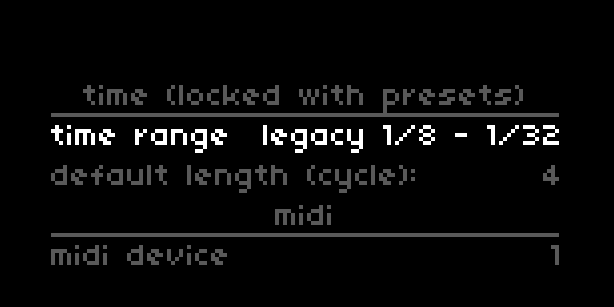 time (locked with presets)
time range legacy 1/8 - 1/32
default length (cycle): 4
midi
midi device 1